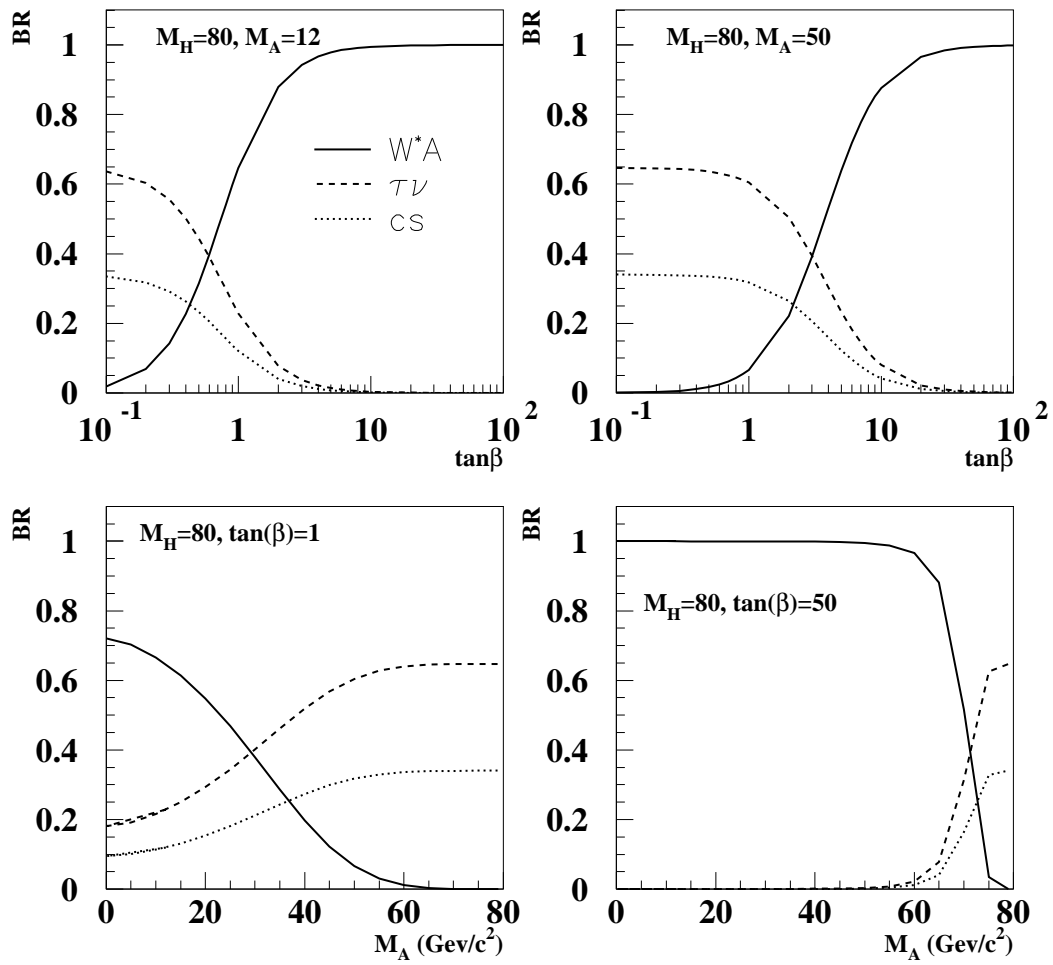 BR
M_H=80, M_A=12
1
0.8
0.6
0.4
0.2
0
W*A
τν
cs
10^-1
1
10
10^2
tanβ
BR
M_H=80, M_A=50
1
0.8
0.6
0.4
0.2
0
10^-1
1
10
10^2
tanβ
BR
M_H=80, tan(β)=1
1
0.8
0.6
0.4
0.2
0
0 20 40 60 80
M_A (Gev/c^2)
BR
M_H=80, tan(β)=50
1
0.8
0.6
0.4
0.2
0
0 20 40 60 80
M_A (Gev/c^2)